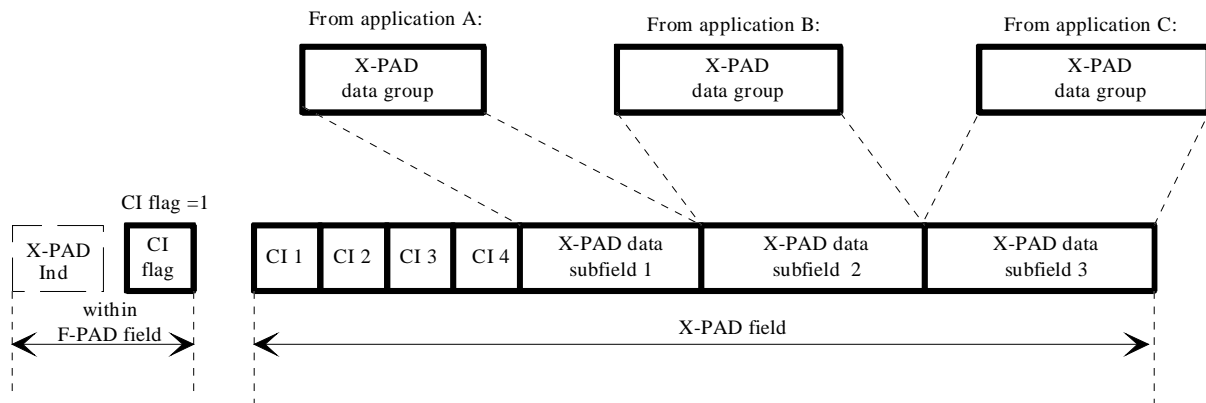 From application A:
From application B:
From application C:
X-PAD
data group
X-PAD
data group
X-PAD
data group
CI flag =1
X-PAD
Ind
CI
flag
CI 1
CI 2
CI 3
CI 4
X-PAD data
subfield 1
X-PAD data
subfield 2
X-PAD data
subfield 3
within
F-PAD field
X-PAD field